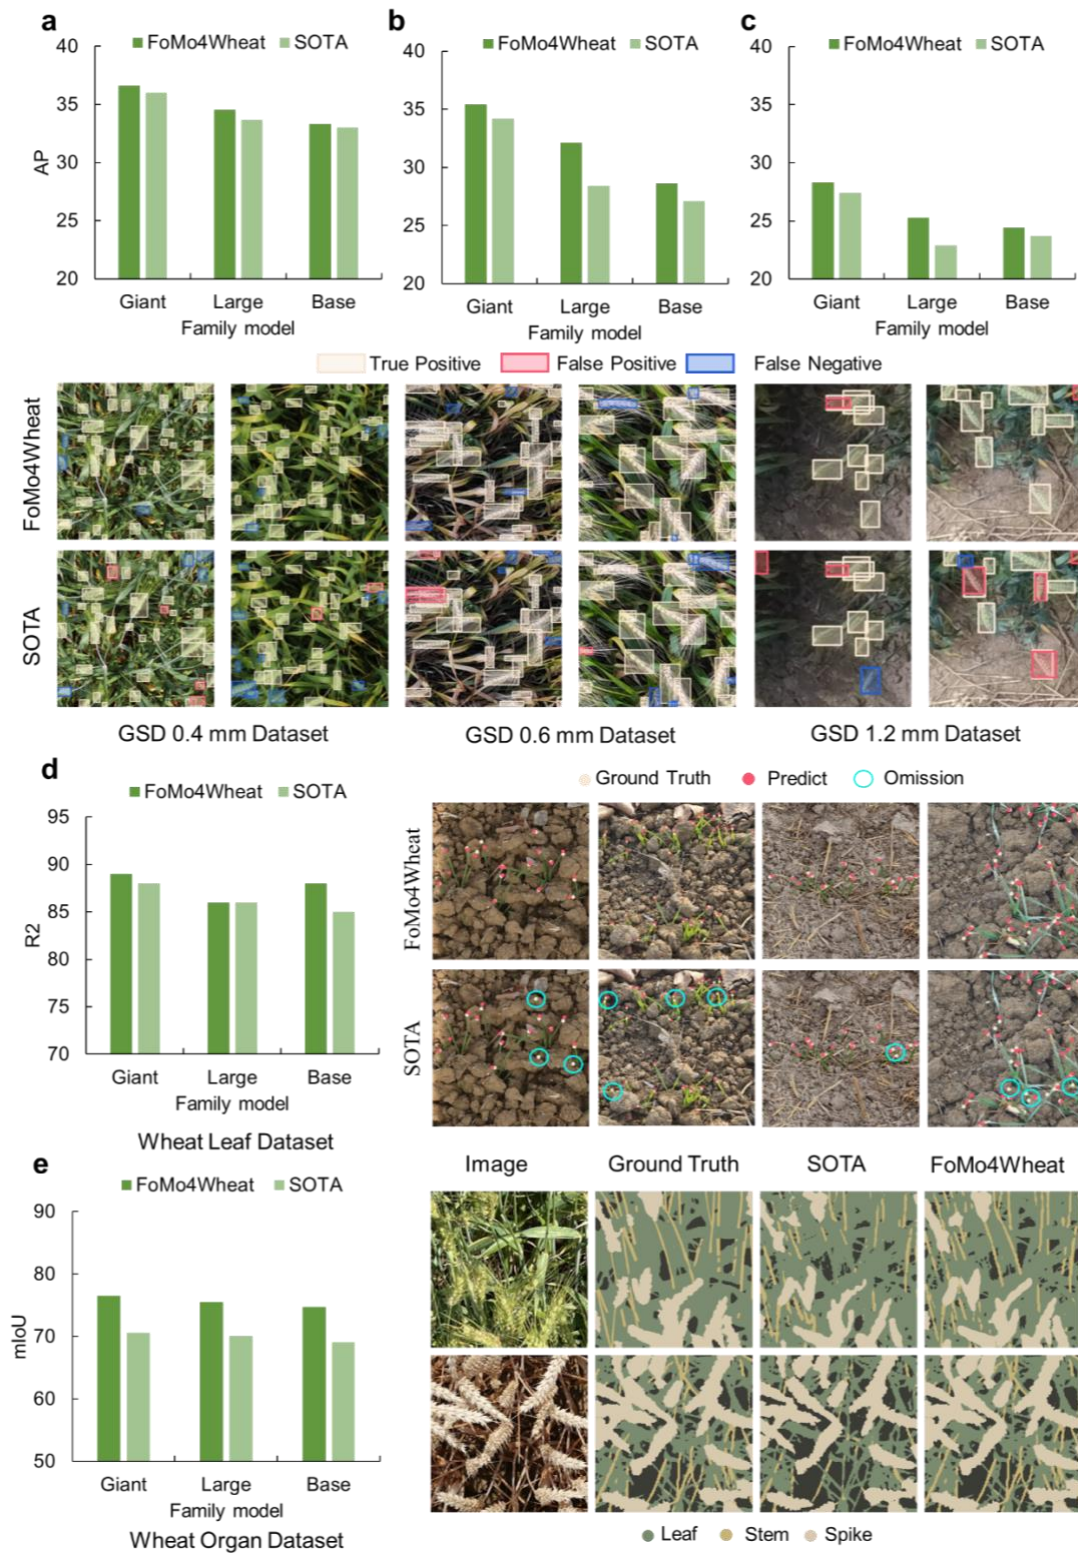 a
FoMo4Wheat SOTA
40
35
30
25
20
AP
Giant Large Base
Family model
b
FoMo4Wheat SOTA
40
35
30
25
20
Giant Large Base
Family model
c
FoMo4Wheat SOTA
40
35
30
25
20
Giant Large Base
Family model
True Positive False Positive False Negative
FoMo4Wheat
SOTA
GSD 0.4 mm Dataset GSD 0.6 mm Dataset GSD 1.2 mm Dataset
d
FoMo4Wheat SOTA
95
90
85
80
75
70
R2
Giant Large Base
Family model
Wheat Leaf Dataset
Ground Truth Predict Omission
FoMo4Wheat
SOTA
e
FoMo4Wheat SOTA
90
80
70
60
50
mIoU
Giant Large Base
Family model
Wheat Organ Dataset
Image Ground Truth SOTA FoMo4Wheat
Leaf Stem Spike